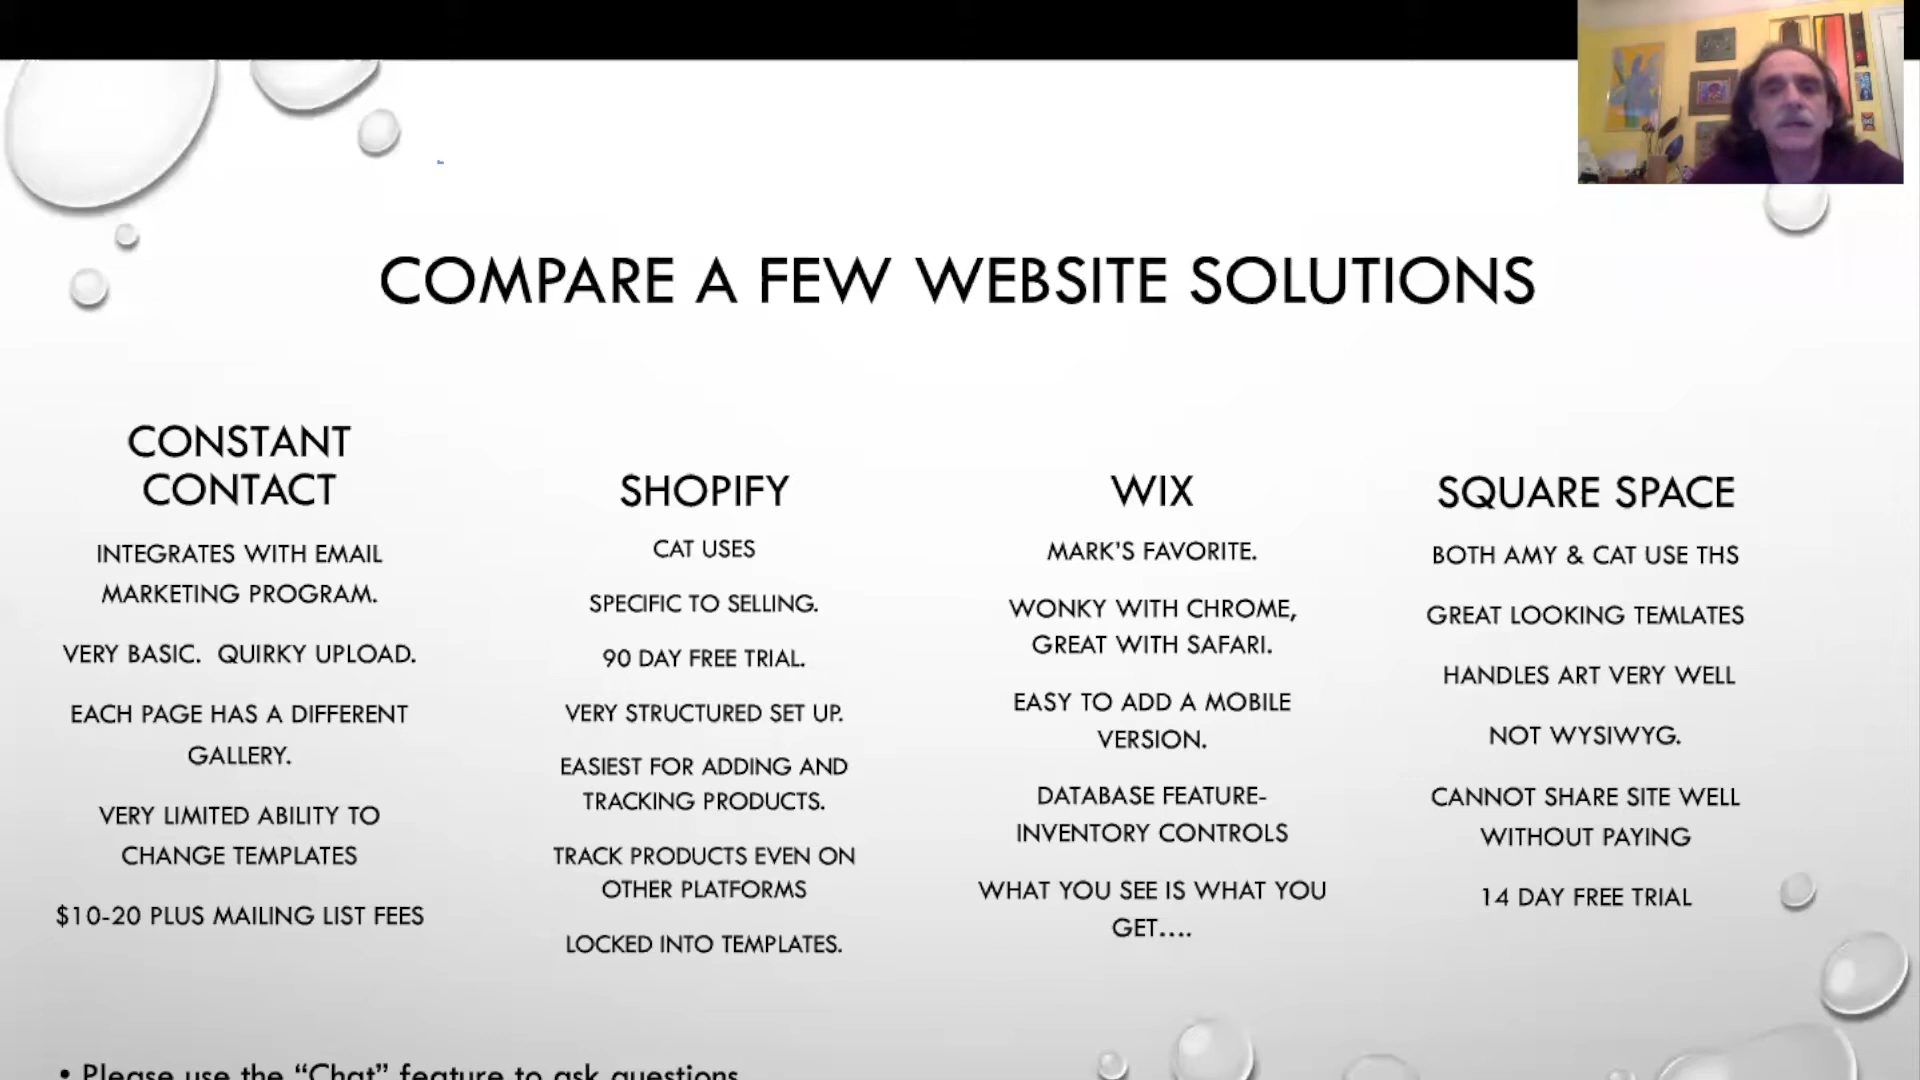 COMPARE A FEW WEBSITE SOLUTIONS
CONSTANT
CONTACT
INTEGRATES WITH EMAIL
MARKETING PROGRAM.
VERY BASIC.  QUIRKY UPLOAD.
EACH PAGE HAS A DIFFERENT
GALLERY.
VERY LIMITED ABILITY TO
CHANGE TEMPLATES
$10-20 PLUS MAILING LIST FEES
SHOPIFY
CAT USES
SPECIFIC TO SELLING.
90 DAY FREE TRIAL.
VERY STRUCTURED SET UP.
EASIEST FOR ADDING AND
TRACKING PRODUCTS.
TRACK PRODUCTS EVEN ON
OTHER PLATFORMS
LOCKED INTO TEMPLATES.
WIX
MARK'S FAVORITE.
WONKY WITH CHROME,
GREAT WITH SAFARI.
EASY TO ADD A MOBILE
VERSION.
DATABASE FEATURE-
INVENTORY CONTROLS
WHAT YOU SEE IS WHAT YOU
GET....
SQUARE SPACE
BOTH AMY & CAT USE THS
GREAT LOOKING TEMLATES
HANDLES ART VERY WELL
NOT WYSIWYG.
CANNOT SHARE SITE WELL
WITHOUT PAYING
14 DAY FREE TRIAL
• Please use the “Chat” feature to ask questions